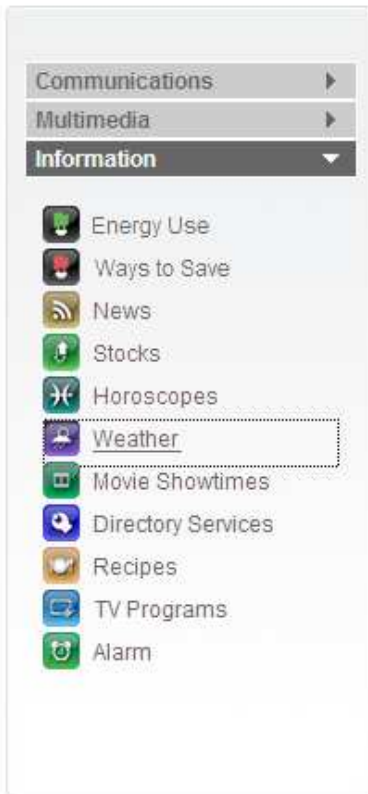 Communications
Multimedia
Information
Energy Use
Ways to Save
News
Stocks
Horoscopes
Weather
Movie Showtimes
Directory Services
Recipes
TV Programs
Alarm